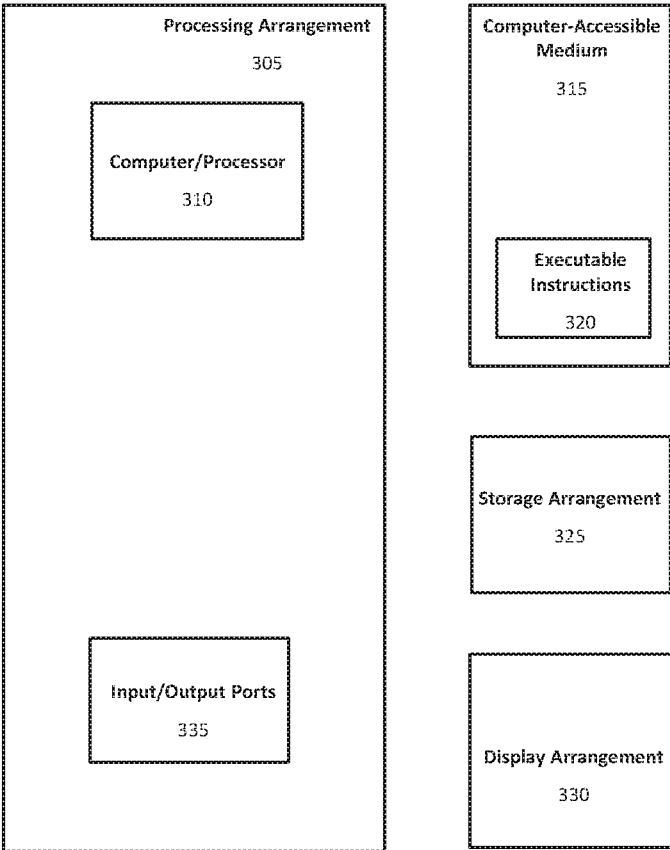 Processing Arrangement
305
Computer/Processor
310
Input/Output Ports
335
Computer-Accessible
Medium
315
Executable
Instructions
320
Storage Arrangement
325
Display Arrangement
330